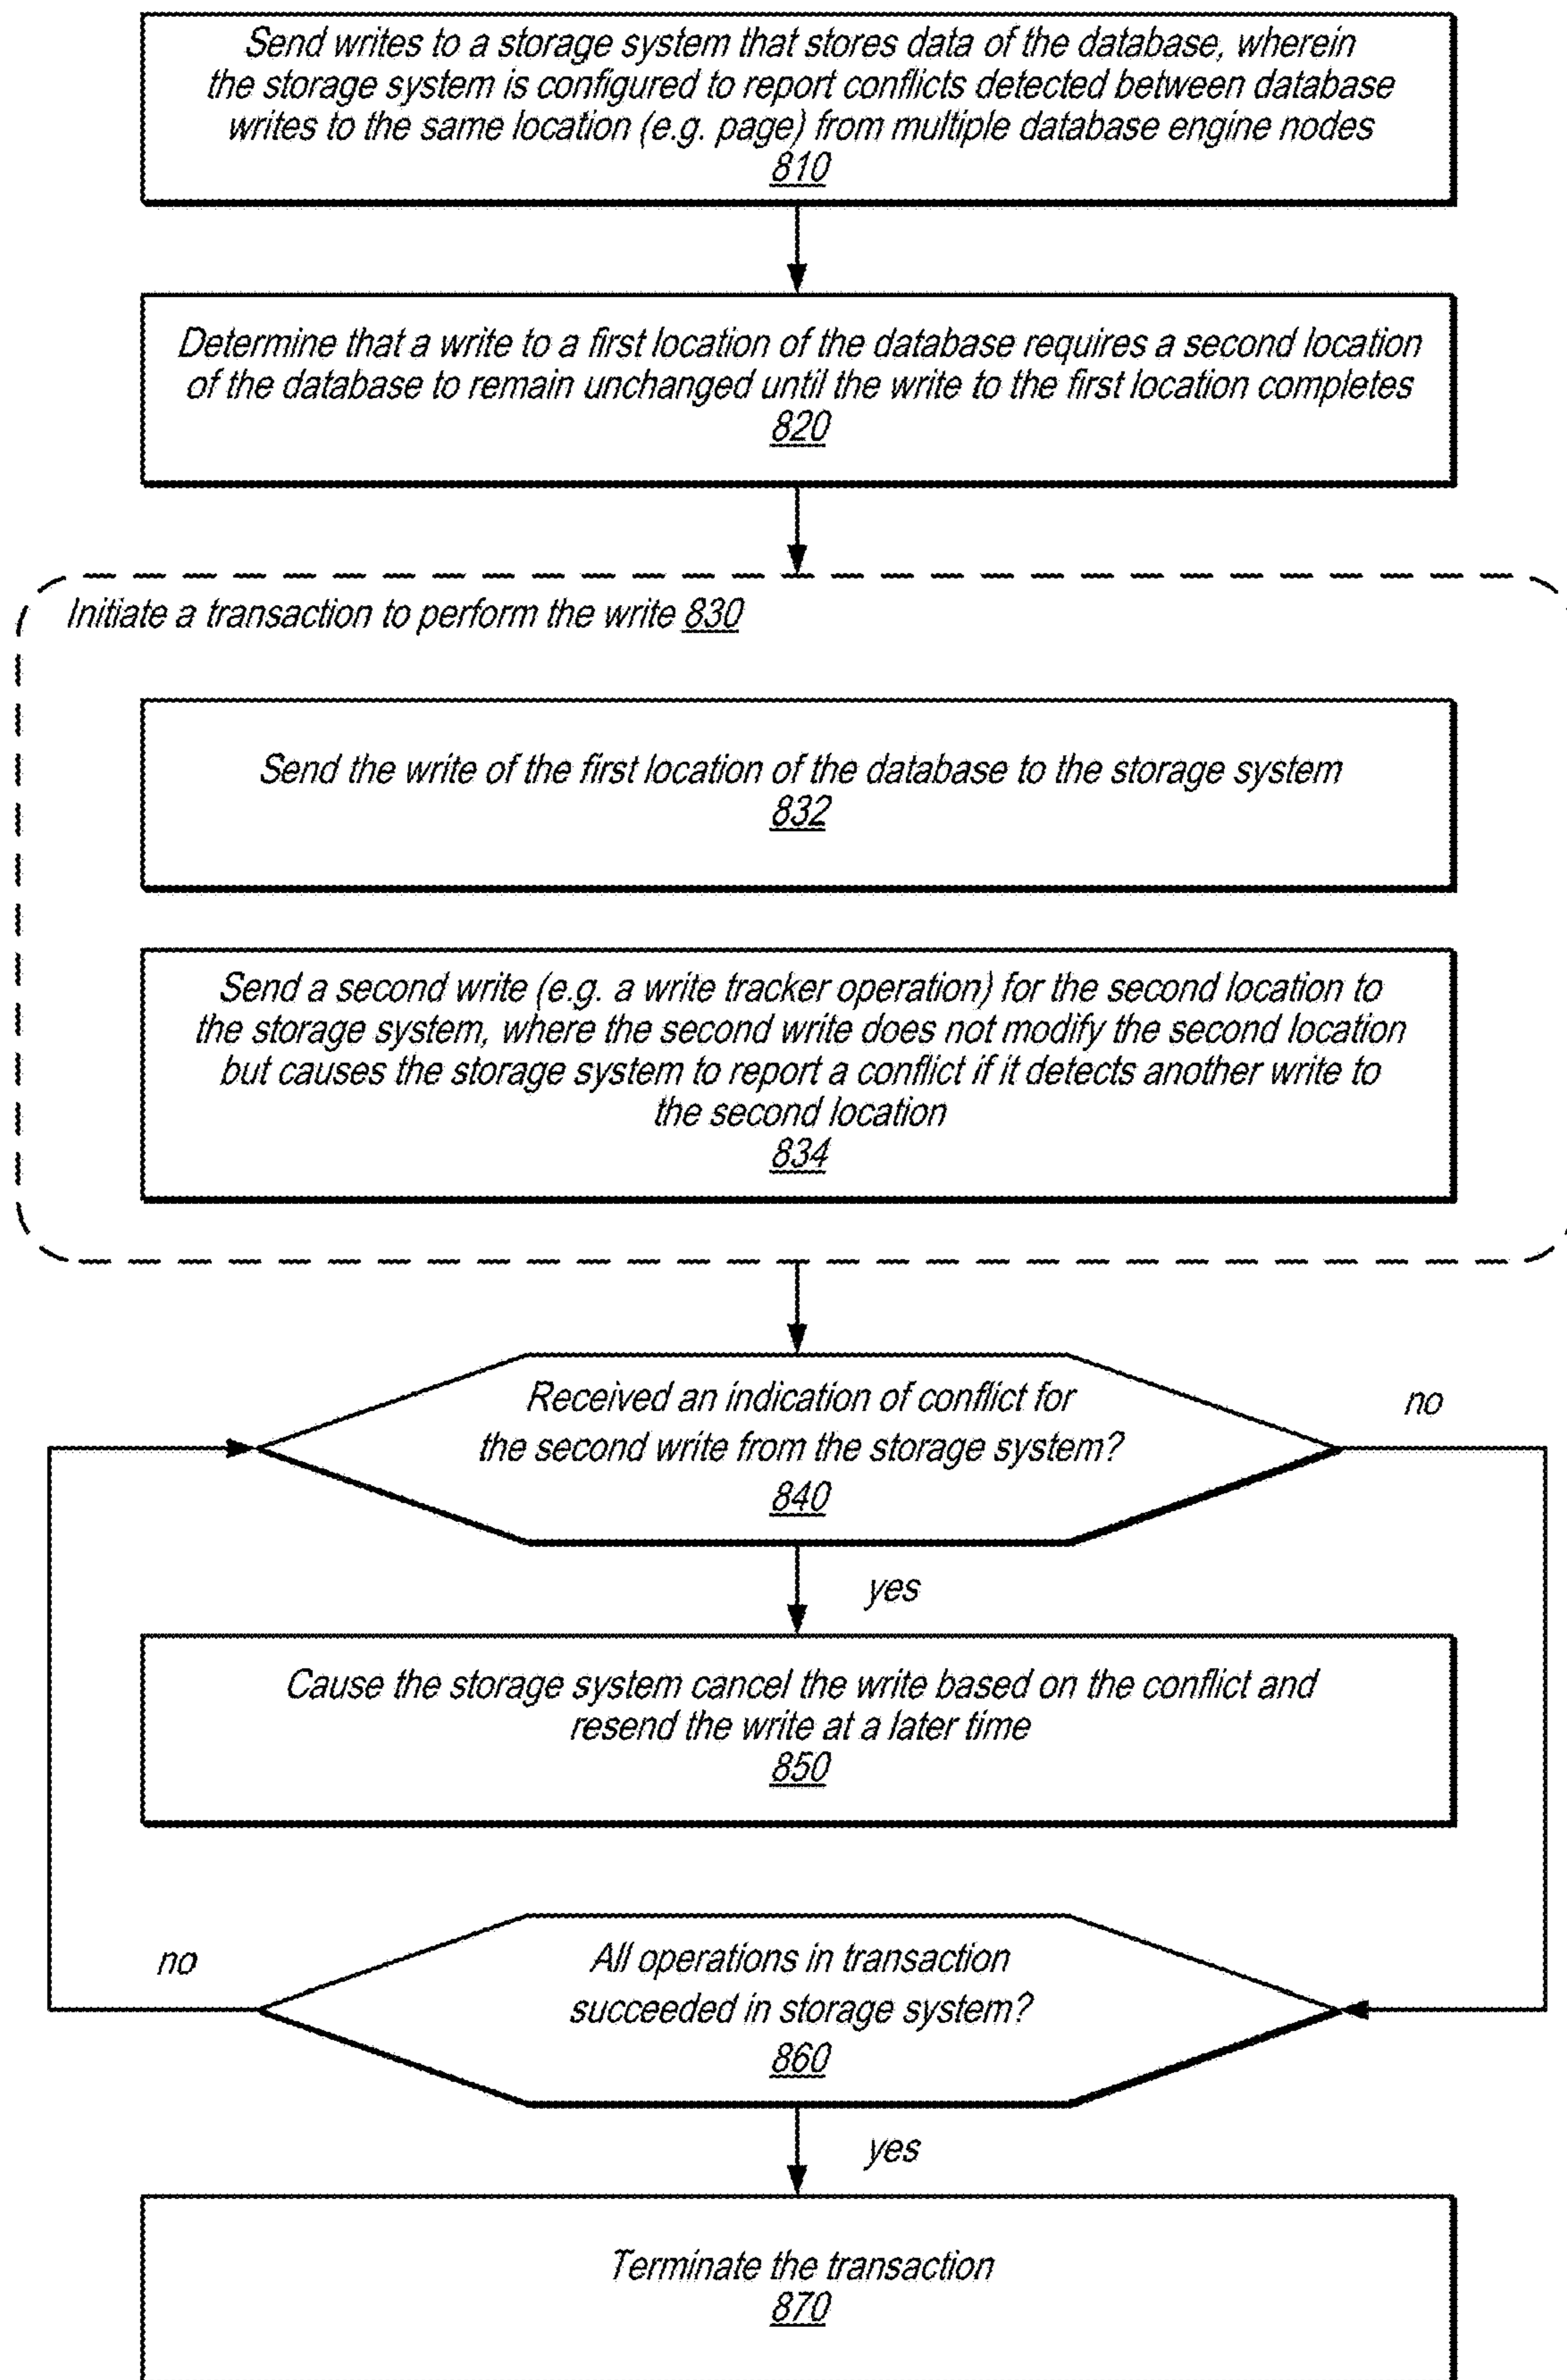 Send writes to a storage system that stores data of the database, wherein
the storage system is configured to report conflicts detected between database
writes to the same location (e.g. page) from multiple database engine nodes
810
Determine that a write to a first location of the database requires a second location
of the database to remain unchanged until the write to the first location completes
820
Initiate a transaction to perform the write 830
Send the write of the first location of the database to the storage system
832
Send a second write (e.g. a write tracker operation) for the second location to
the storage system, where the second write does not modify the second location
but causes the storage system to report a conflict if it detects another write to
the second location
834
Received an indication of conflict for
the second write from the storage system?
840
no
yes
Cause the storage system cancel the write based on the conflict and
resend the write at a later time
850
no
All operations in transaction
succeeded in storage system?
860
yes
Terminate the transaction
870